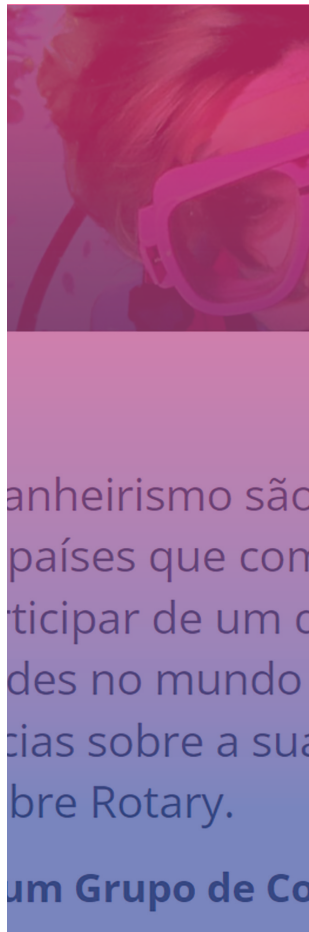 anheirismo são
países que com
rticipar de um
des no mundo
cias sobre a sua
bre Rotary.
um Grupo de Co